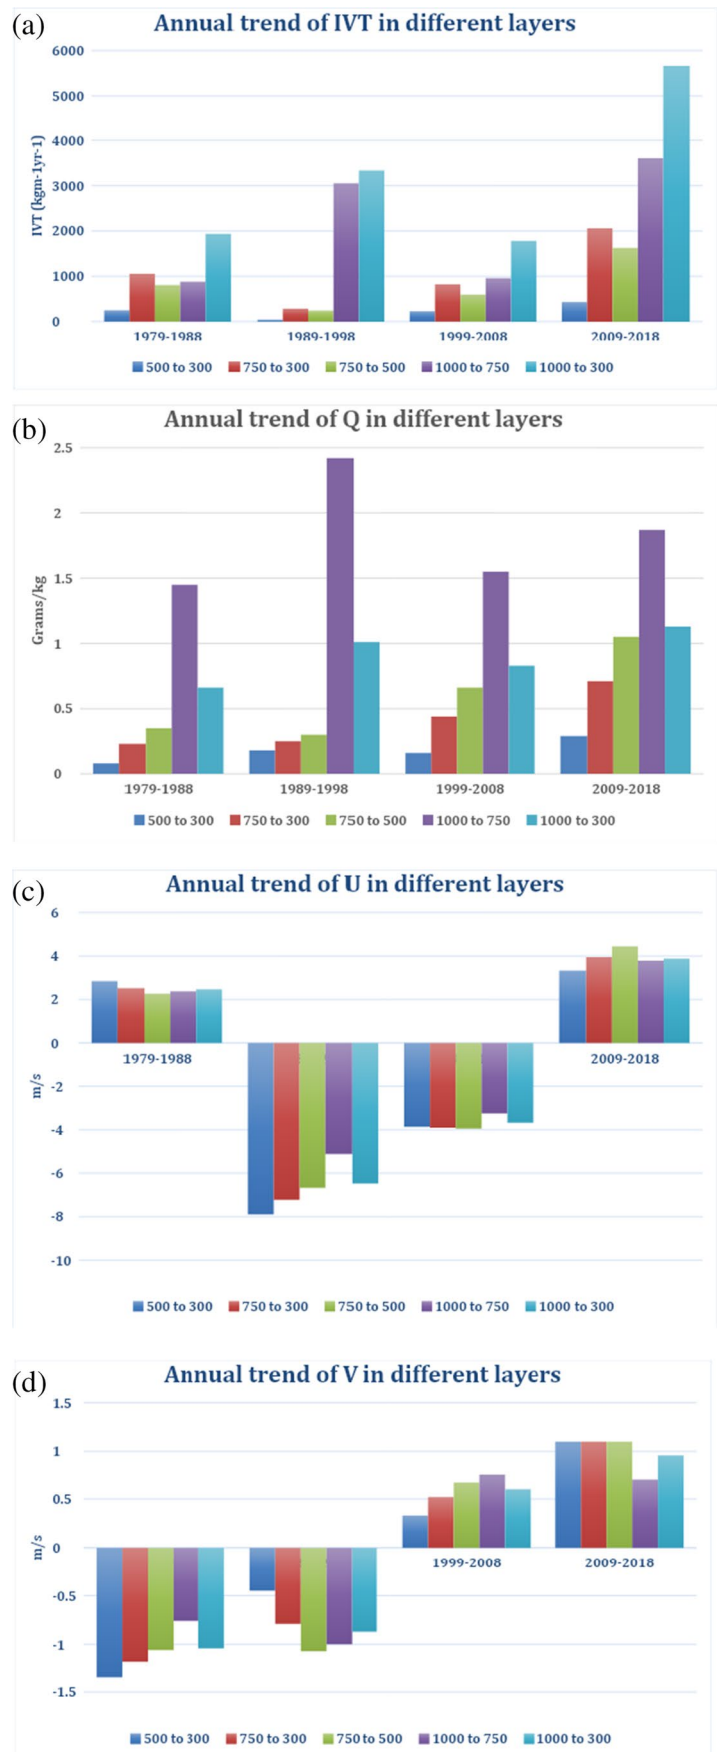 (a)
Annual trend of IVT in different layers
6000
5000
4000
3000
2000
1000
0
IVT (kgm-1yr-1)
1979-1988 1989-1998 1999-2008 2009-2018
500 to 300 750 to 300 750 to 500 1000 to 750 1000 to 300
(b)
Annual trend of Q in different layers
2.5
2
1.5
1
0.5
0
Grams/kg
1979-1988 1989-1998 1999-2008 2009-2018
500 to 300 750 to 300 750 to 500 1000 to 750 1000 to 300
(c)
Annual trend of U in different layers
6
4
2
0
-2
-4
-6
-8
-10
m/s
1979-1988 2009-2018
500 to 300 750 to 300 750 to 500 1000 to 750 1000 to 300
(d)
Annual trend of V in different layers
1.5
1
0.5
0
-0.5
-1
-1.5
m/s
1999-2008 2009-2018
500 to 300 750 to 300 750 to 500 1000 to 750 1000 to 300